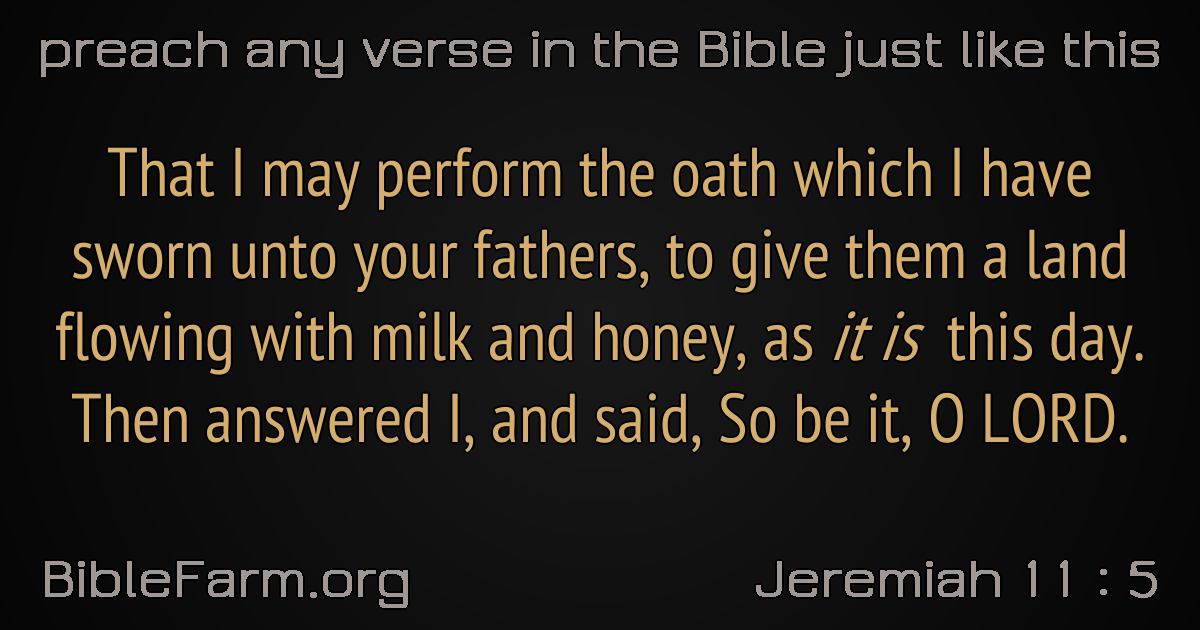 preach any verse in the Bible just like this
That I may perform the oath which I have
sworn unto your fathers, to give them a land
flowing with milk and honey, as it is this day.
Then answered I, and said, So be it, O LORD.
BibleFarm.org
Jeremiah 11 : 5